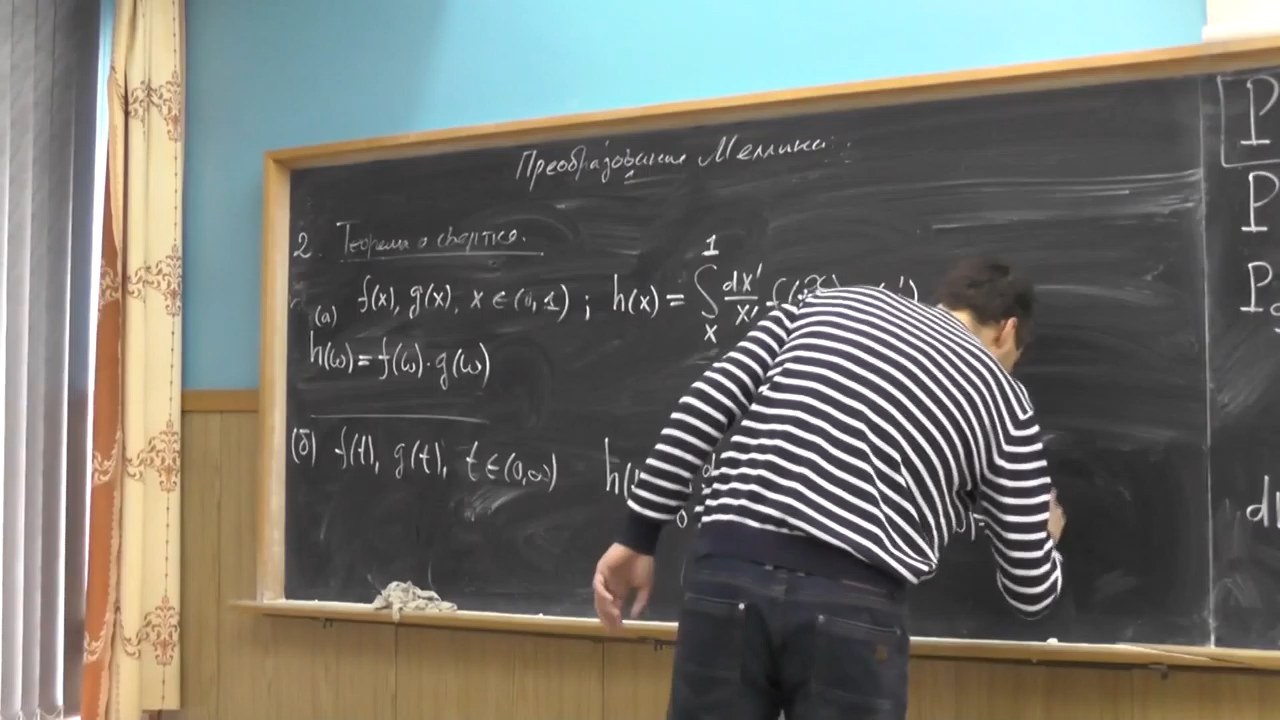 Преобразование Меллина
2. Теорема о свертке.
(а) f(x), g(x), x ∈ (0,1) ; h(x) = ∫ₓ¹ dx'/x' f(
h(ω) = f(ω) · g(ω)
(б) f(t), g(t), t ∈ (0,∞) h(
P
P
P
d